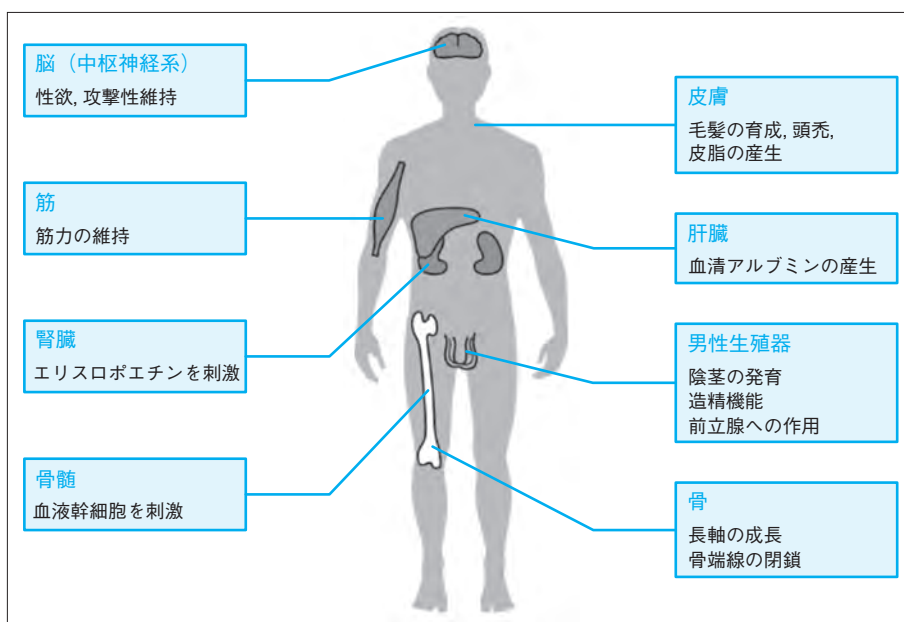 脳（中枢神経系）
性欲, 攻撃性維持
筋
筋力の維持
腎臓
エリスロポエチンを刺激
骨髄
血液幹細胞を刺激
皮膚
毛髪の育成, 頭禿,
皮脂の産生
肝臓
血清アルブミンの産生
男性生殖器
陰茎の発育
造精機能
前立腺への作用
骨
長軸の成長
骨端線の閉鎖